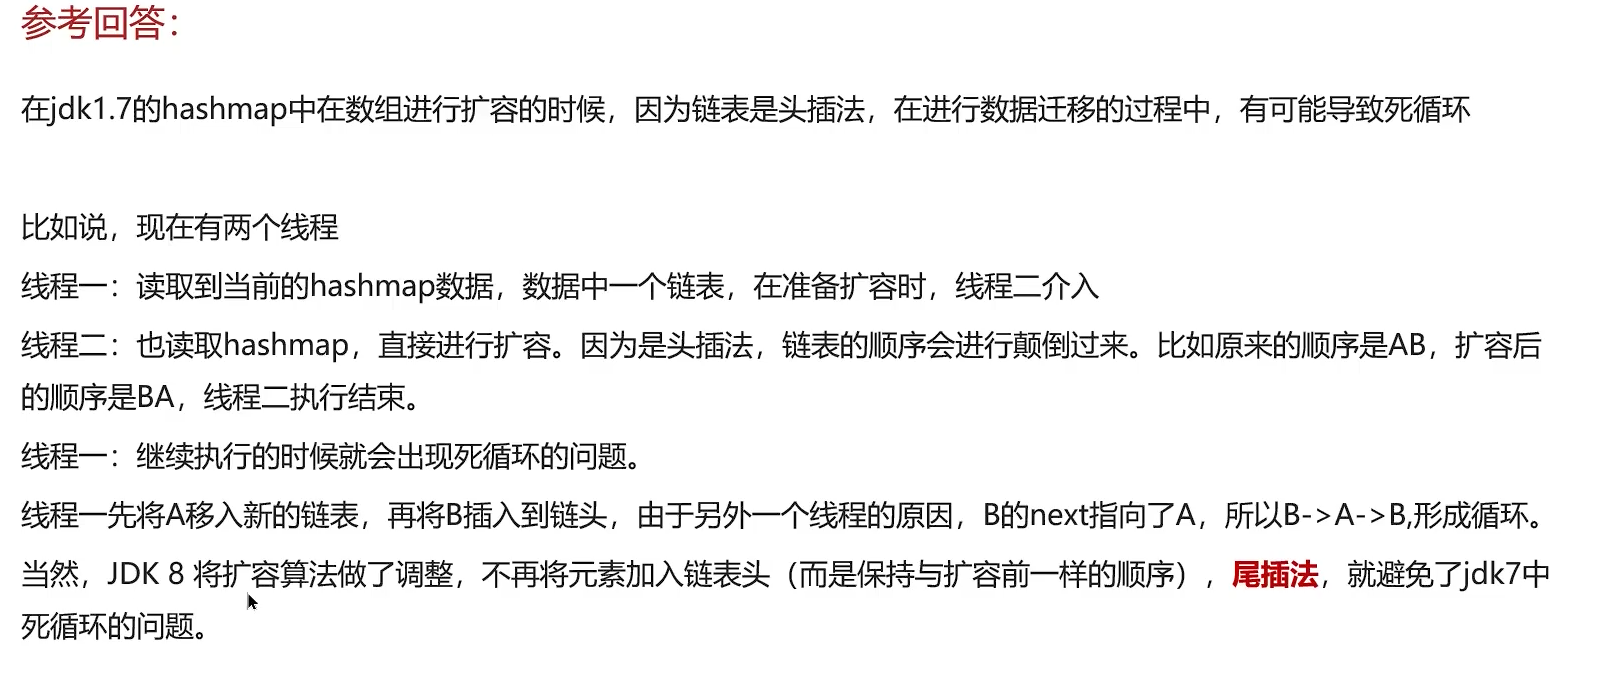 参考回答：
在jdk1.7的hashmap中在数组进行扩容的时候，因为链表是头插法，在进行数据迁移的过程中，有可能导致死循环
比如说，现在有两个线程
线程一：读取到当前的hashmap数据，数据中一个链表，在准备扩容时，线程二介入
线程二：也读取hashmap，直接进行扩容。因为是头插法，链表的顺序会进行颠倒过来。比如原来的顺序是AB，扩容后
的顺序是BA，线程二执行结束。
线程一：继续执行的时候就会出现死循环的问题。
线程一先将A移入新的链表，再将B插入到链头，由于另外一个线程的原因，B的next指向了A，所以B->A->B,形成循环。
当然，JDK 8 将扩容算法做了调整，不再将元素加入链表头（而是保持与扩容前一样的顺序），尾插法，就避免了jdk7中
死循环的问题。